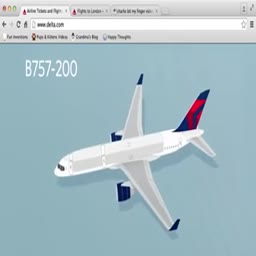 Airline Tickets and Flights
Flights to London
charlie bit my finger
www.delta.com
Fun Inventions
Pups & Kittens Videos
Grandma's Blog
Happy Thoughts
B757-200